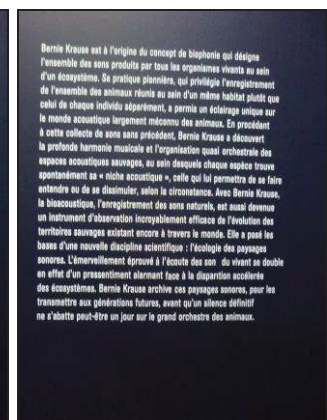 Bernie Krause est à l'origine du concept de biophonie qui désigne
l'ensemble des sons produits par tous les organismes vivants au sein
d'un écosystème. Sa pratique pionnière, qui privilégie l'enregistrement
de l'ensemble des animaux réunis au sein d'un même habitat plutôt que
celui de chaque individu séparément, a permis un éclairage unique sur
le monde acoustique largement méconnu des animaux. En procédant
à cette collecte de sons sans précédent, Bernie Krause a découvert
la profonde harmonie musicale et l'organisation quasi orchestrale des
espaces acoustiques sauvages, au sein desquels chaque espèce trouve
spontanément sa « niche acoustique », celle qui lui permettra de se faire
entendre ou de se dissimuler, selon la circonstance. Avec Bernie Krause,
la bioacoustique, l'enregistrement des sons naturels, est aussi devenue
un instrument d'observation incroyablement efficace de l'évolution des
territoires sauvages existant encore à travers le monde. Elle a posé les
bases d'une nouvelle discipline scientifique : l'écologie des paysages
sonores. L'émerveillement éprouvé à l'écoute des son du vivant se double
en effet d'un pressentiment alarmant face à la disparition accélérée
des écosystèmes. Bernie Krause archive ces paysages sonores, pour les
transmettre aux générations futures, avant qu'un silence définitif
ne s'abatte peut-être un jour sur le grand orchestre des animaux.